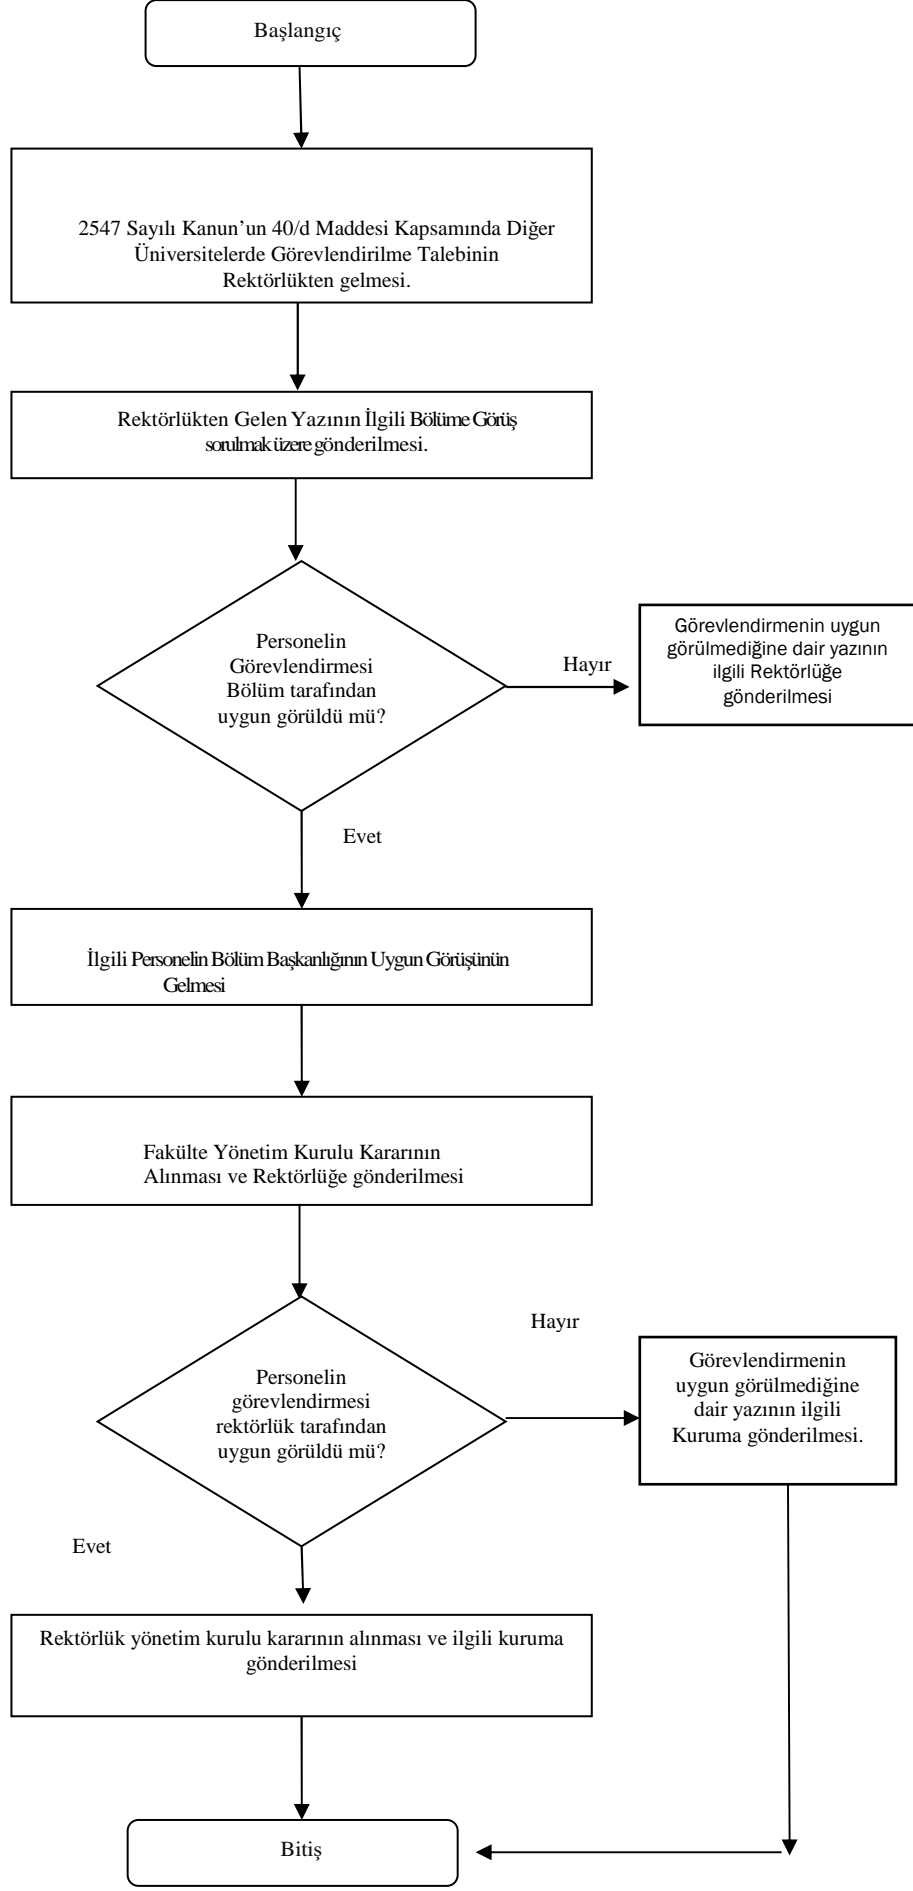 Başlangıç
2547 Sayılı Kanun’un 40/d Maddesi Kapsamında Diğer
Üniversitelerde Görevlendirilme Talebinin
Rektörlükten gelmesi.
Rektörlükten Gelen Yazının İlgili Bölüme Görüş
sorulmak üzere gönderilmesi.
Personelin
Görevlendirmesi
Bölüm tarafından
uygun görüldü mü?
Hayır
Görevlendirmenin uygun
görülmediğine dair yazının
ilgili Rektörlüğe
gönderilmesi
Evet
İlgili Personelin Bölüm Başkanlığının Uygun Görüşünün
Gelmesi
Fakülte Yönetim Kurulu Kararının
Alınması ve Rektörlüğe gönderilmesi
Personelin
görevlendirmesi
rektörlük tarafından
uygun görüldü mü?
Hayır
Görevlendirmenin
uygun görülmediğine
dair yazının ilgili
Kuruma gönderilmesi.
Evet
Rektörlük yönetim kurulu kararının alınması ve ilgili kuruma
gönderilmesi
Bitiş